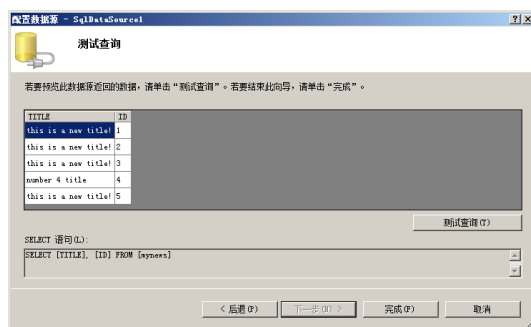 配置数据源 - SqlDataSource1
测试查询
若要预览此数据源返回的数据，请单击“测试查询”。若要结束此向导，请单击“完成”。
TITLE ID
this is a new title! 1
this is a new title! 2
this is a new title! 3
number 4 title 4
this is a new title! 5
测试查询(T)
SELECT 语句(L):
SELECT [TITLE], [ID] FROM [mynews]
< 后退(P) 下一步(N) > 完成(F) 取消